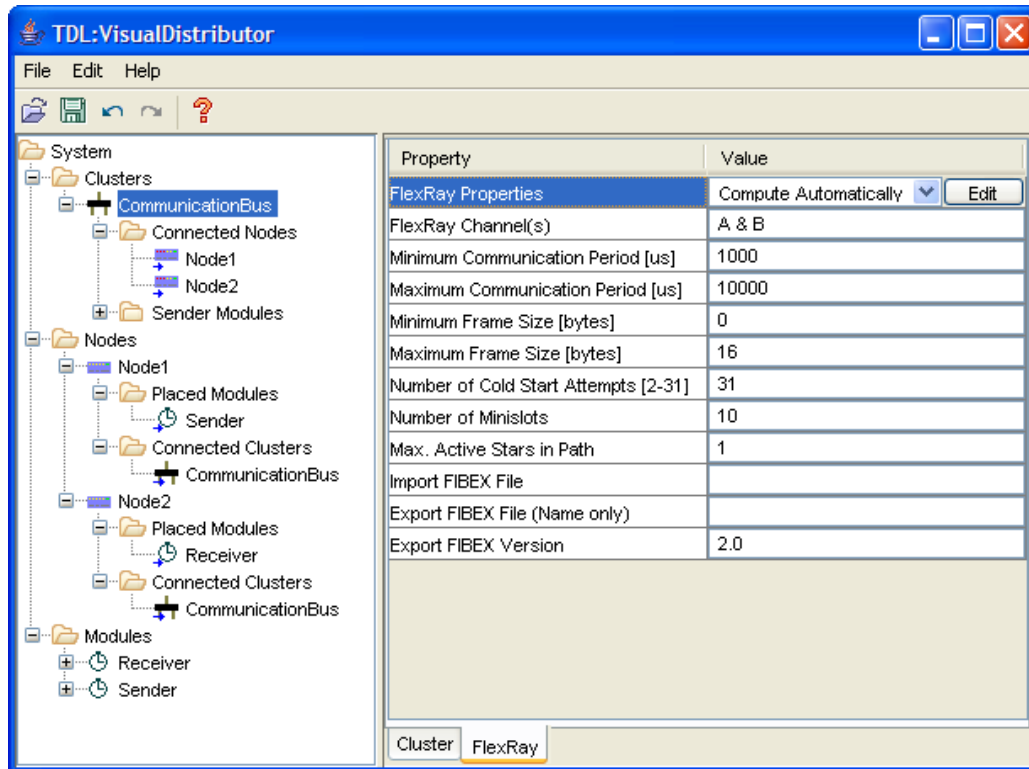 TDL:VisualDistributor
File Edit Help
System
Clusters
CommunicationBus
Connected Nodes
Node1
Node2
Sender Modules
Nodes
Node1
Placed Modules
Sender
Connected Clusters
CommunicationBus
Node2
Placed Modules
Receiver
Connected Clusters
CommunicationBus
Modules
Receiver
Sender
Property Value
FlexRay Properties Compute Automatically Edit
FlexRay Channel(s) A & B
Minimum Communication Period [us] 1000
Maximum Communication Period [us] 10000
Minimum Frame Size [bytes] 0
Maximum Frame Size [bytes] 16
Number of Cold Start Attempts [2-31] 31
Number of Minislots 10
Max. Active Stars in Path 1
Import FIBEX File
Export FIBEX File (Name only)
Export FIBEX Version 2.0
Cluster FlexRay